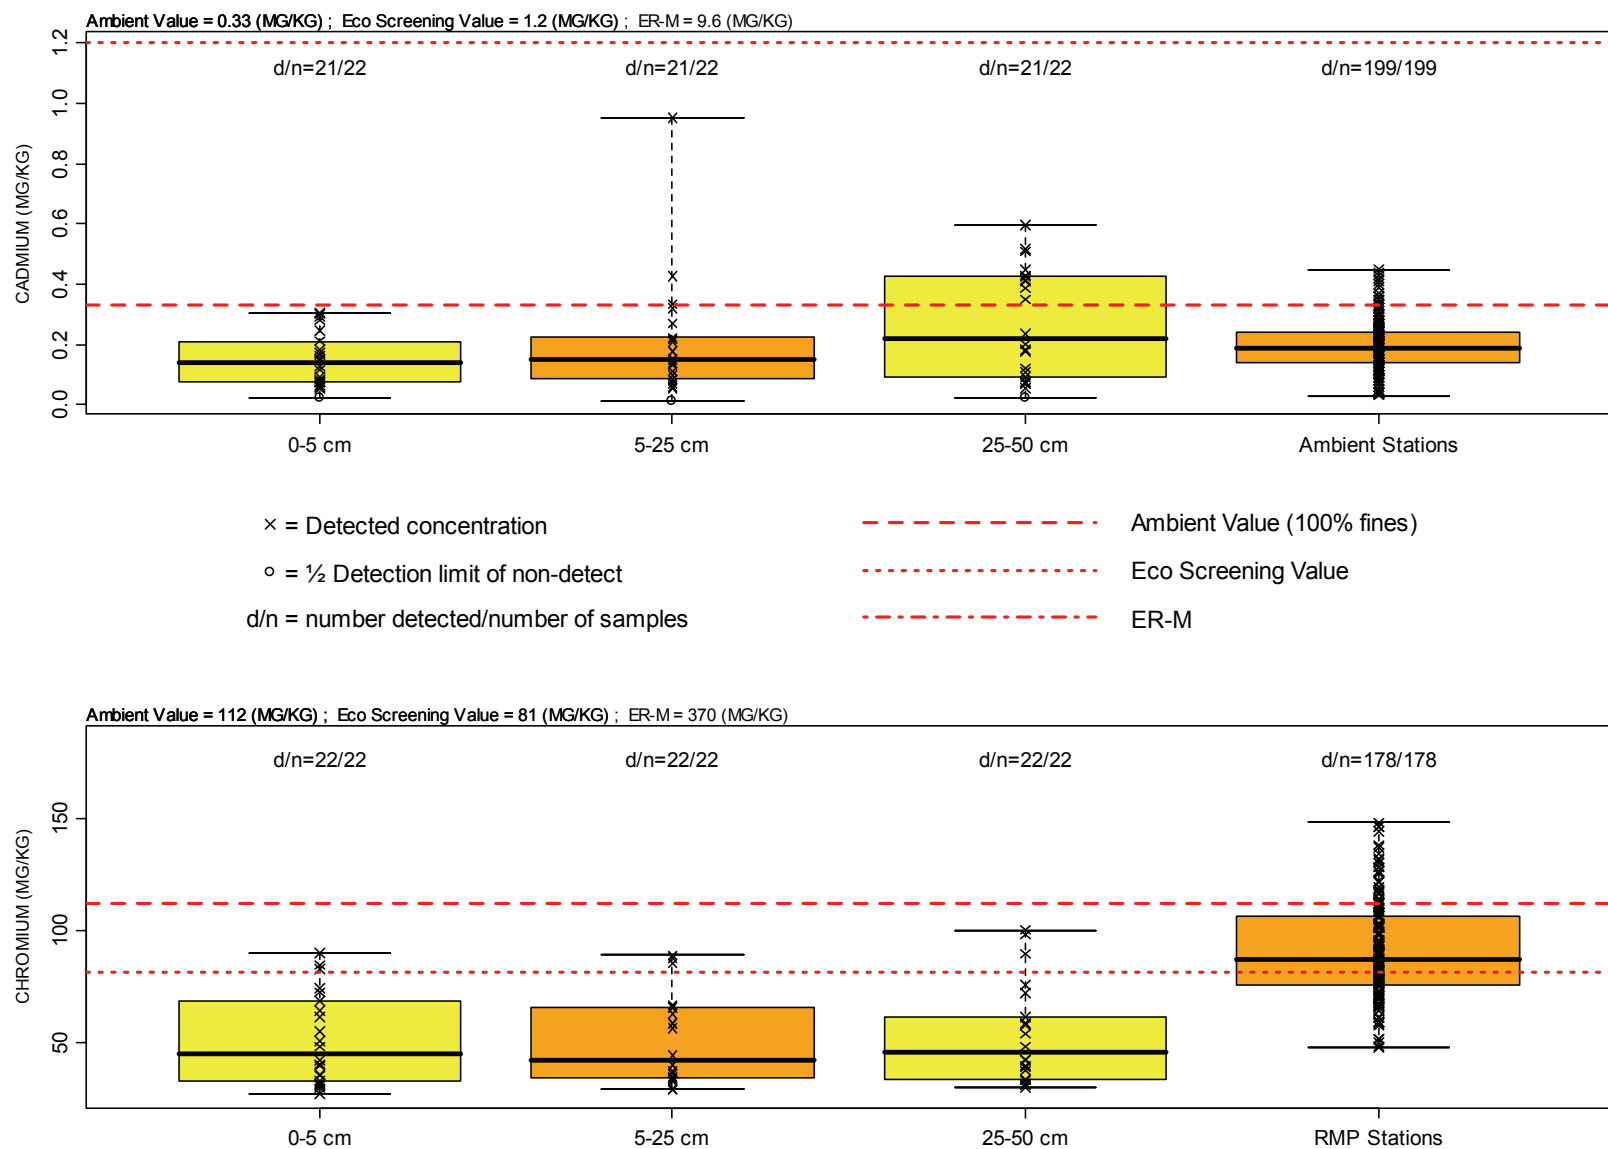 Ambient Value = 0.33 (MG/KG) ; Eco Screening Value = 1.2 (MG/KG) ; ER-M = 9.6 (MG/KG)
CADMIUM (MG/KG)
1.2
1.0
0.8
0.6
0.4
0.2
0.0
d/n=21/22 d/n=21/22 d/n=21/22 d/n=199/199
0-5 cm 5-25 cm 25-50 cm Ambient Stations
× = Detected concentration
○ = ½ Detection limit of non-detect
d/n = number detected/number of samples
Ambient Value (100% fines)
Eco Screening Value
ER-M
Ambient Value = 112 (MG/KG) ; Eco Screening Value = 81 (MG/KG) ; ER-M = 370 (MG/KG)
CHROMIUM (MG/KG)
150
100
50
d/n=22/22 d/n=22/22 d/n=22/22 d/n=178/178
0-5 cm 5-25 cm 25-50 cm RMP Stations